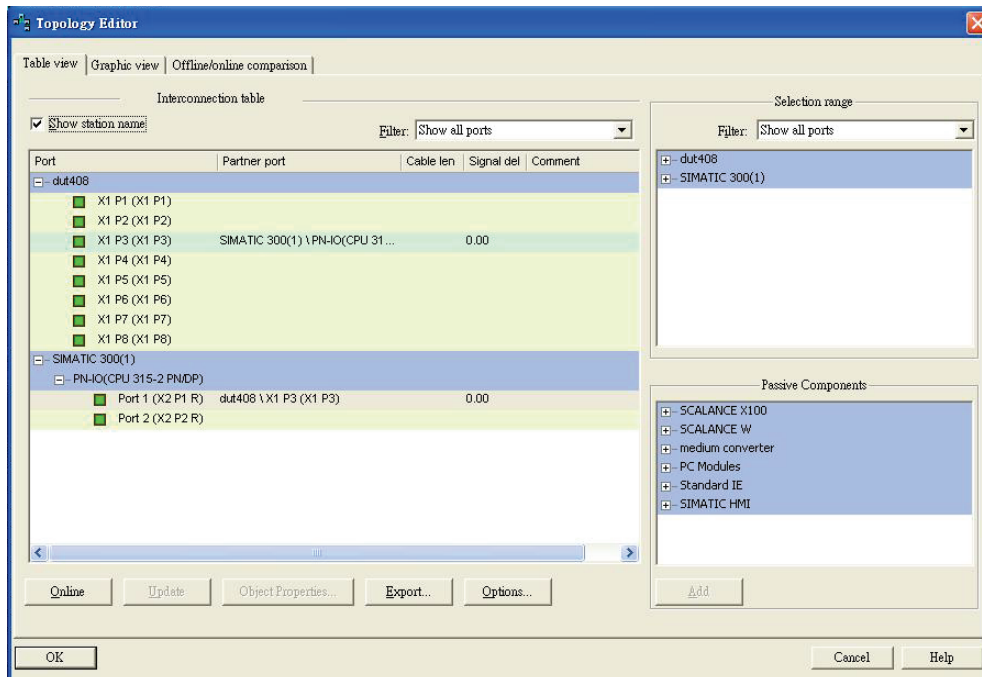 Topology Editor
Table view Graphic view Offline/online comparison
Interconnection table
Show station name
Filter: Show all ports
Port Partner port Cable len Signal del Comment
dut408
X1 P1 (X1 P1)
X1 P2 (X1 P2)
X1 P3 (X1 P3) SIMATIC 300(1) \ PN-IO(CPU 31... 0.00
X1 P4 (X1 P4)
X1 P5 (X1 P5)
X1 P6 (X1 P6)
X1 P7 (X1 P7)
X1 P8 (X1 P8)
SIMATIC 300(1)
PN-IO(CPU 315-2 PN/DP)
Port 1 (X2 P1 R) dut408 \ X1 P3 (X1 P3) 0.00
Port 2 (X2 P2 R)
Online Update Object Properties... Export... Options...
Selection range
Filter: Show all ports
dut408
SIMATIC 300(1)
Passive Components
SCALANCE X100
SCALANCE W
medium converter
PC Modules
Standard IE
SIMATIC HMI
Add
OK Cancel Help